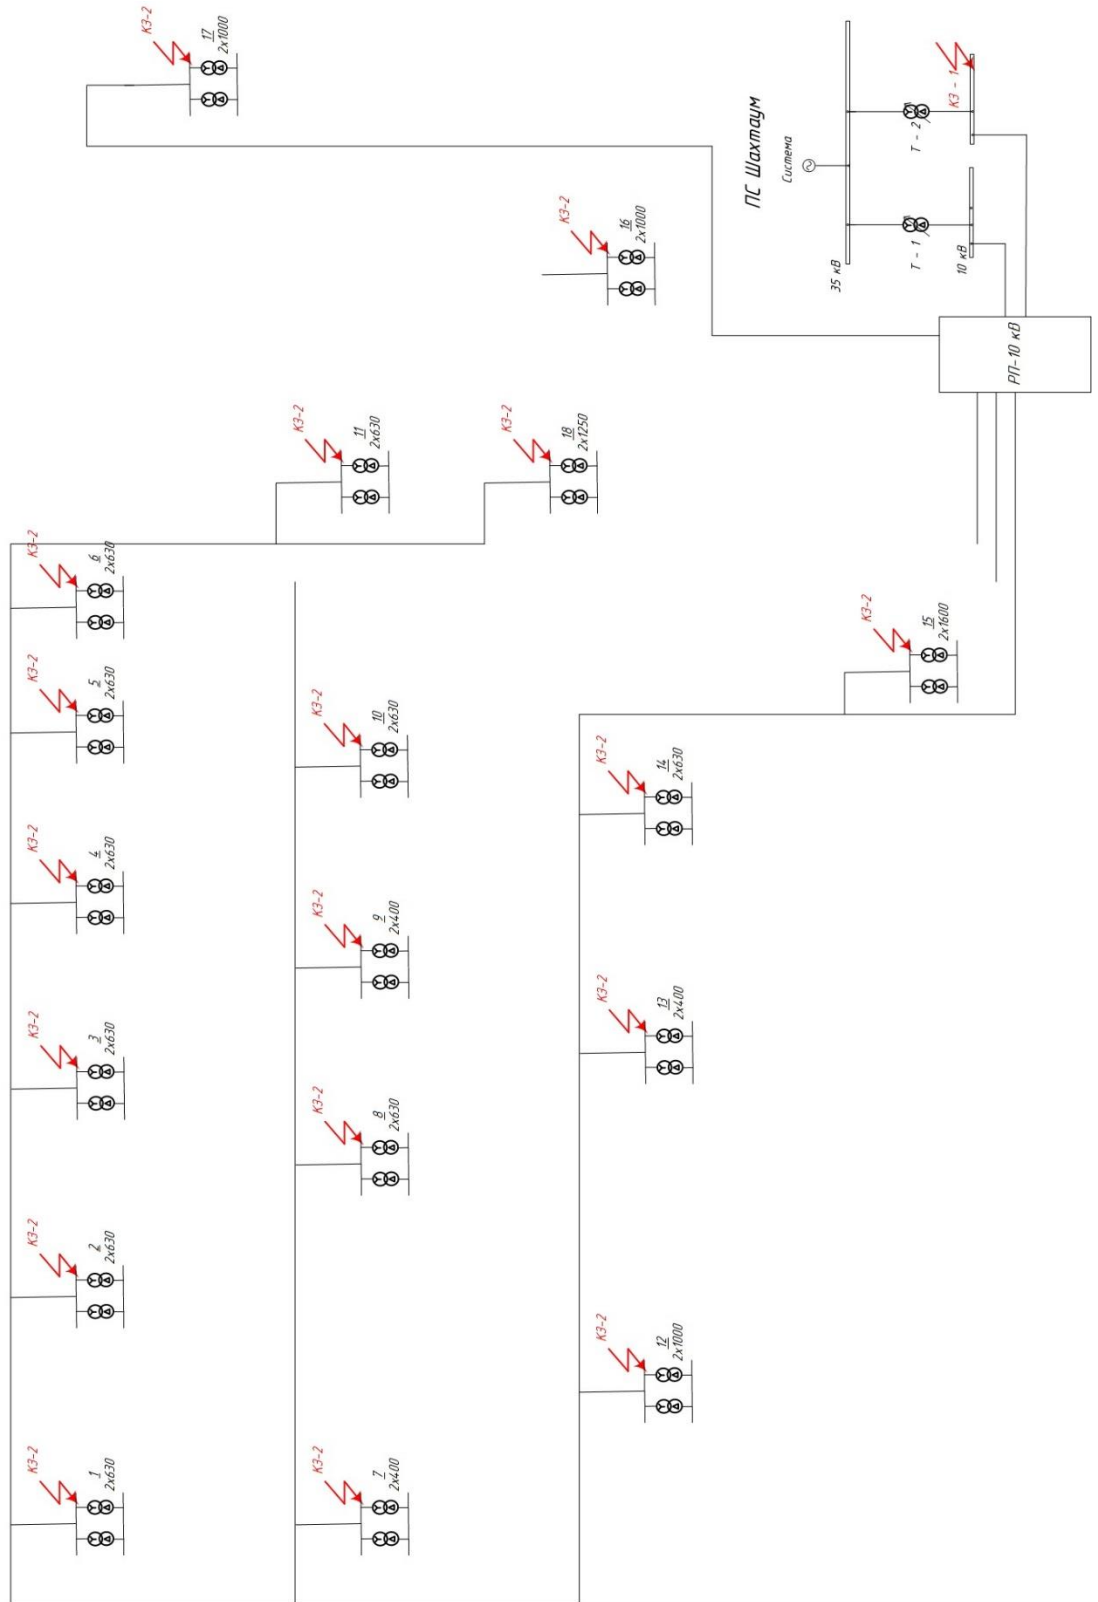 КЗ-2
17
2х1000
КЗ-2
16
2х1000
ПС Шахтаум
Система
35 кВ
Т - 1
Т - 2
10 кВ
КЗ - 1
РП-10 кВ
КЗ-2
11
2х630
КЗ-2
18
2х1250
КЗ-2
6
2х630
КЗ-2
5
2х630
КЗ-2
4
2х630
КЗ-2
3
2х630
КЗ-2
2
2х630
КЗ-2
1
2х630
КЗ-2
10
2х630
КЗ-2
9
2х400
КЗ-2
8
2х630
КЗ-2
7
2х400
КЗ-2
15
2х1600
КЗ-2
14
2х630
КЗ-2
13
2х400
КЗ-2
12
2х1000